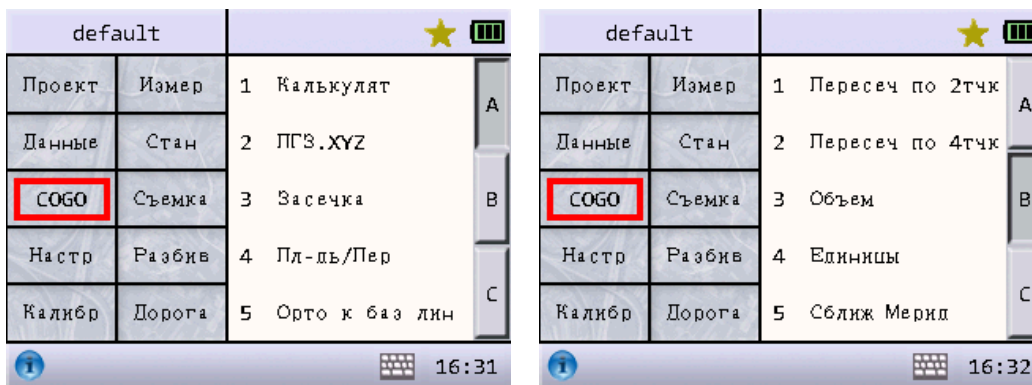 default
Проект Измер
Данные Стан
COGO Съемка
Настр Разбив
Калибр Дорога
1 Калькулят
2 ПГЗ.XYZ
3 Засечка
4 Пл-дь/Пер
5 Орто к баз лин
A
B
C
16:31
default
Проект Измер
Данные Стан
COGO Съемка
Настр Разбив
Калибр Дорога
1 Пересеч по 2тчк
2 Пересеч по 4тчк
3 Объем
4 Единицы
5 Сближ Мерид
A
B
C
16:32